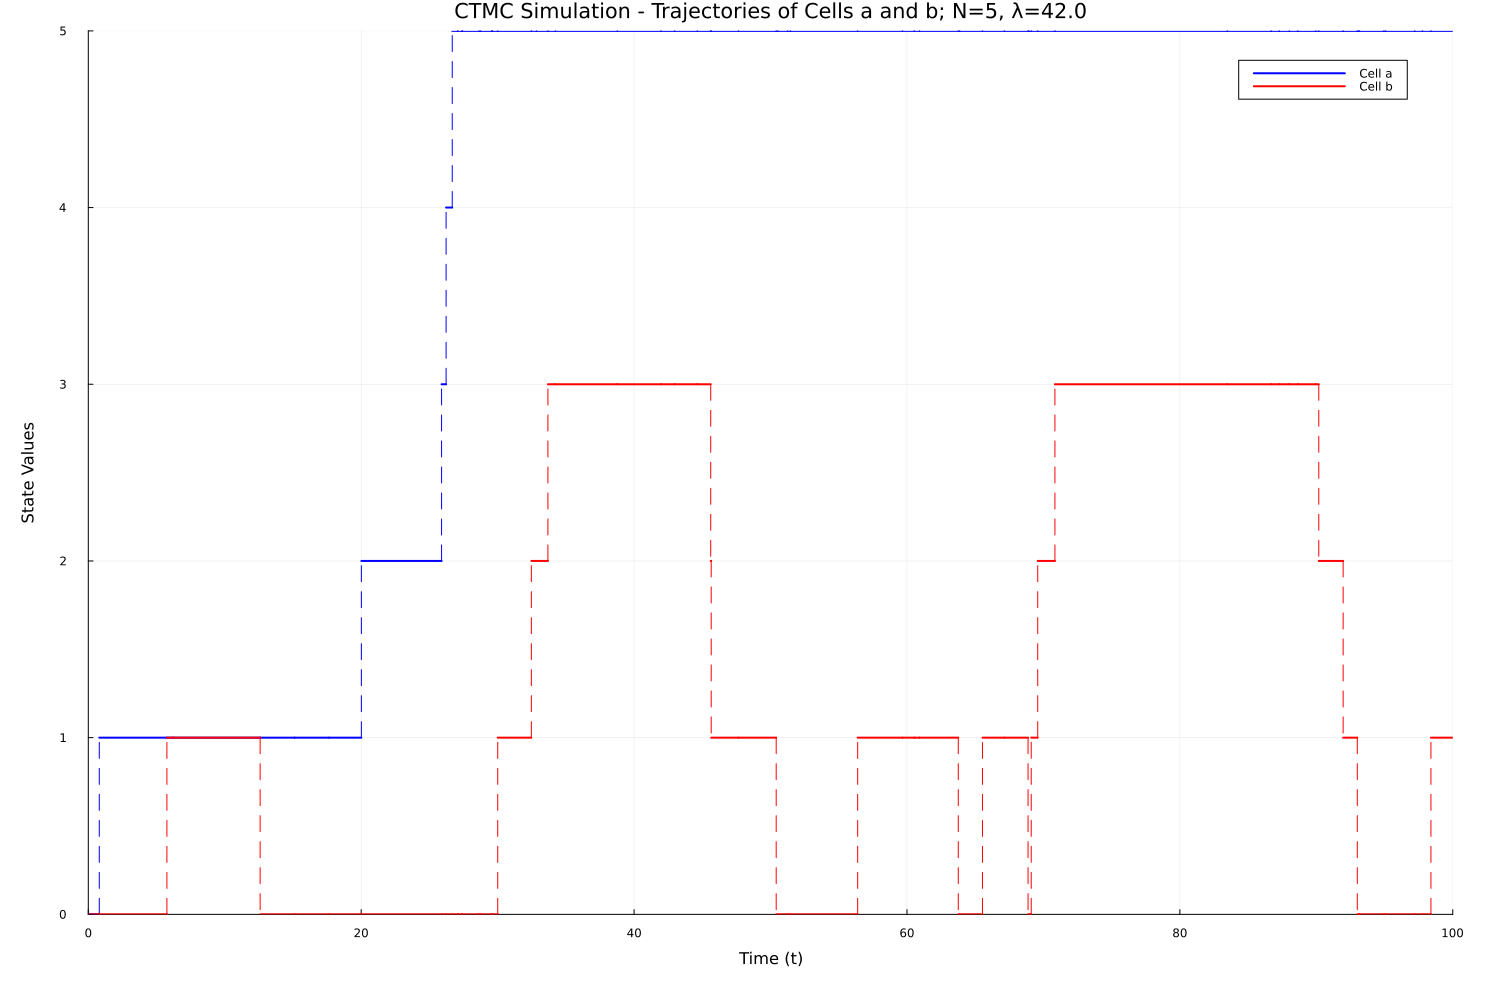 CTMC Simulation - Trajectories of Cells a and b; N=5, λ=42.0
5
Cell a
Cell b
4
3
State Values
2
1
0
0 20 40 60 80 100
Time (t)